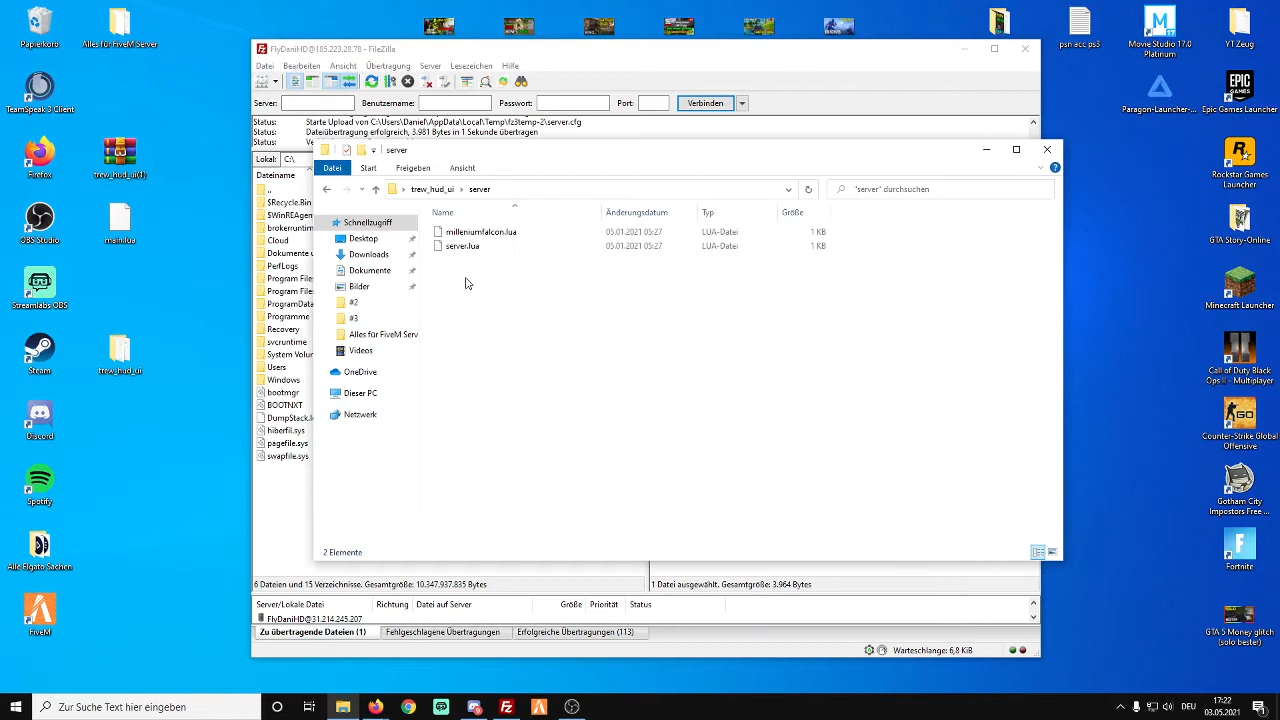 Papierkorb
Alles für FiveM Server
TeamSpeak 3 Client
Firefox
trew_hud_ui(1)
OBS Studio
main.lua
Streamlabs OBS
Steam
trew_hud_ui
Discord
Spotify
Alle Elgato Sachen
FiveM
FlyDaniHD@185.223.28.78 - FileZilla
Datei Bearbeiten Ansicht Übertragung Server Lesezeichen Hilfe
Server: Benutzername: Passwort: Port: Verbinden
Status: Starte Upload von C:\Users\Daniel\AppData\Local\Temp\fz3temp-2\server.cfg
Status: Dateiübertragung erfolgreich, 3.981 Bytes in 1 Sekunde übertragen
Status:
Lokal: C:\
Dateiname
..
$Recycle.Bin
$WinREAgen
brokerruntim
Cloud
Dokumente u
PerfLogs
Program Files
Program Files
ProgramData
Programme
Recovery
svcruntime
System Volum
Users
Windows
bootmgr
BOOTNXT
DumpStack.l
hiberfil.sys
pagefile.sys
swapfile.sys
server
Datei Start Freigeben Ansicht
trew_hud_ui server
"server" durchsuchen
Schnellzugriff
Desktop
Downloads
Dokumente
Bilder
#2
#3
Alles für FiveM Serv
Videos
OneDrive
Dieser PC
Netzwerk
Name Änderungsdatum Typ Größe
milleniumfalcon.lua 05.01.2021 05:27 LUA-Datei 1 KB
server.lua 05.01.2021 05:27 LUA-Datei 1 KB
2 Elemente
6 Dateien und 15 Verzeichnisse. Gesamtgröße: 10.347.937.835 Bytes
1 Datei ausgewählt. Gesamtgröße: 3.964 Bytes
Server/Lokale Datei Richtung Datei auf Server Größe Priorität Status
FlyDaniHD@31.214.245.207
Zu übertragende Dateien (1) Fehlgeschlagene Übertragungen Erfolgreiche Übertragungen (113)
Warteschlange: 6,8 KiB
psn acc ps3
Movie Studio 17.0 Platinum
YT Zeug
Paragon-Launcher-...
Epic Games Launcher
Rockstar Games Launcher
GTA Story-Online
Minecraft Launcher
Call of Duty Black Ops II - Multiplayer
Counter-Strike Global Offensive
Gotham City Impostors Free ...
Fortnite
GTA 5 Money glitch (solo bester)
Zur Suche Text hier eingeben
DEU
17:22
03.05.2021